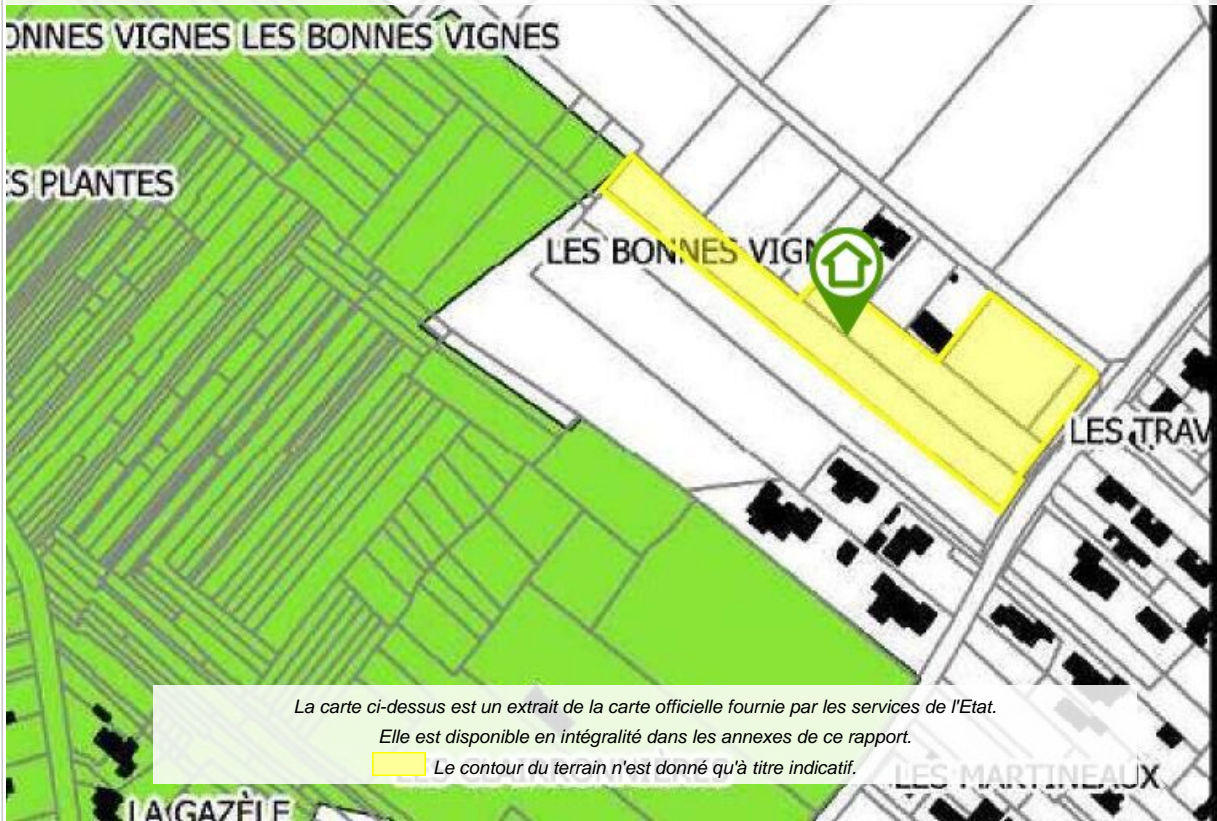 ONNES VIGNES LES BONNES VIGNES
S PLANTES
LES BONNES VIGN
LES TRAV
La carte ci-dessus est un extrait de la carte officielle fournie par les services de l'Etat.
Elle est disponible en intégralité dans les annexes de ce rapport.
Le contour du terrain n'est donné qu'à titre indicatif.
LES MARTINEAUX
LA GAZÈLE